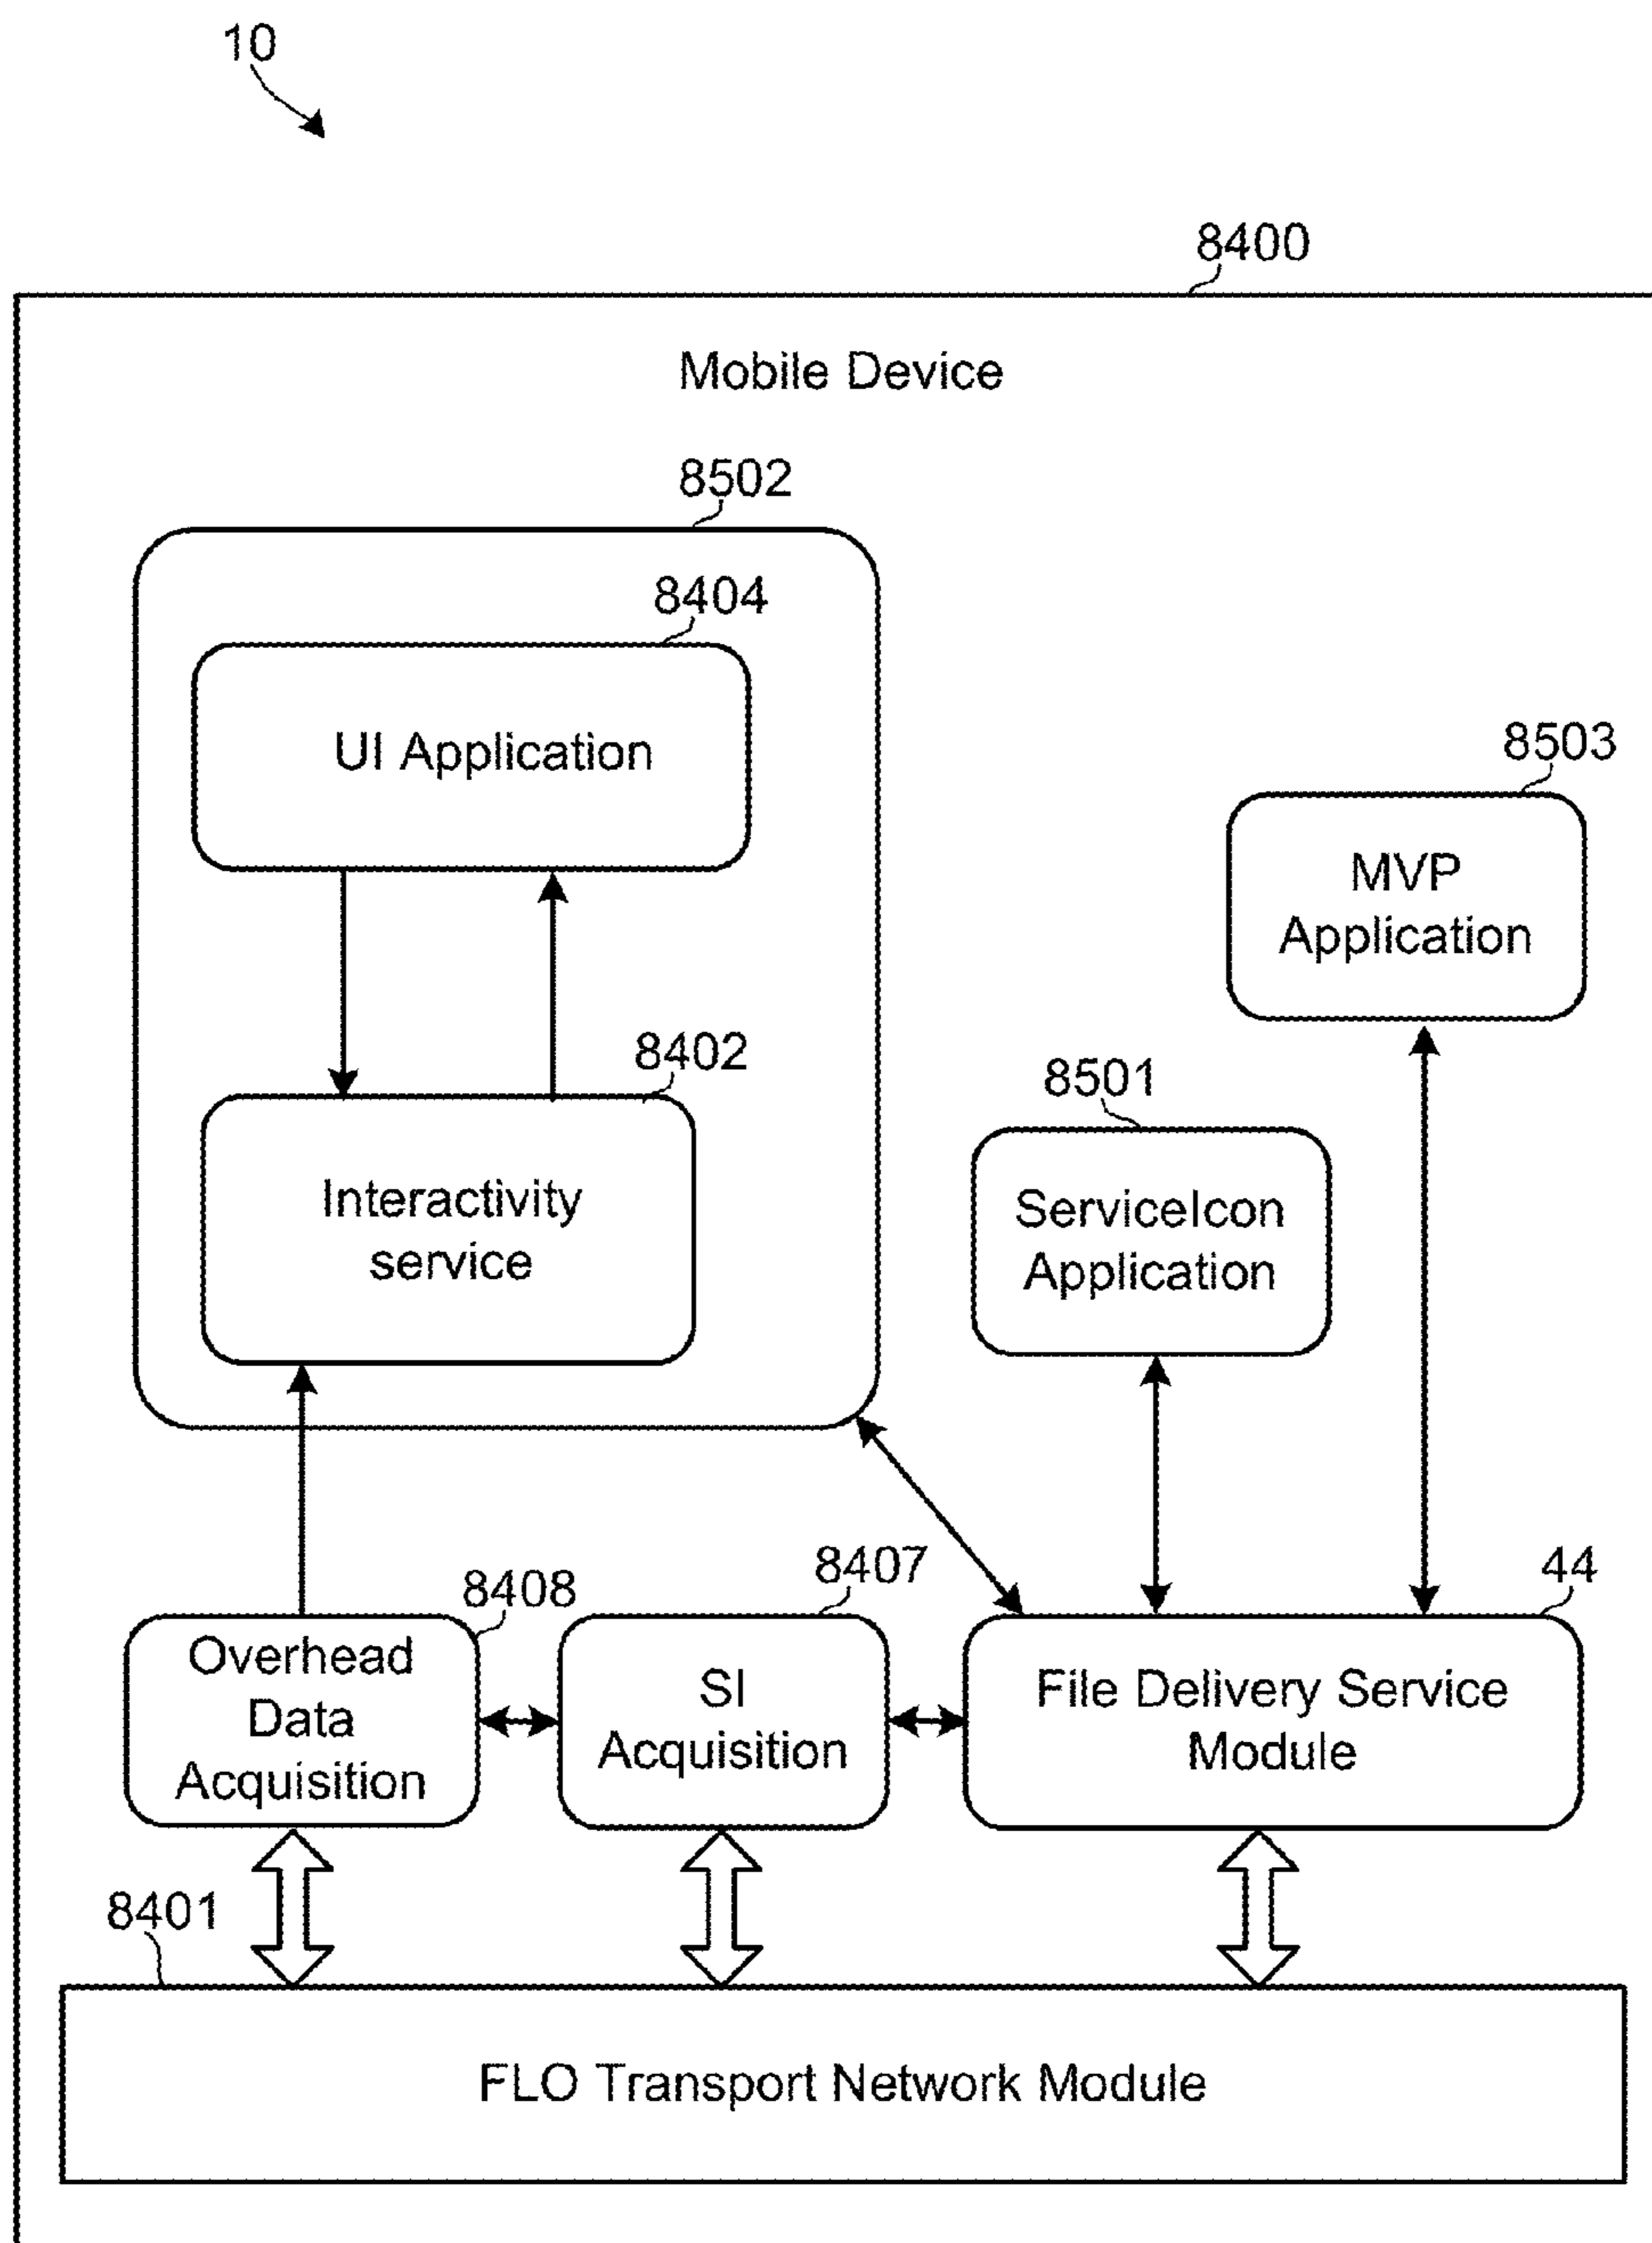 10
8400
Mobile Device
8502
8404
UI Application
8503
MVP
Application
8402
8501
Interactivity
service
ServiceIcon
Application
8408
8407
44
Overhead
Data
Acquisition
SI
Acquisition
File Delivery Service
Module
8401
FLO Transport Network Module